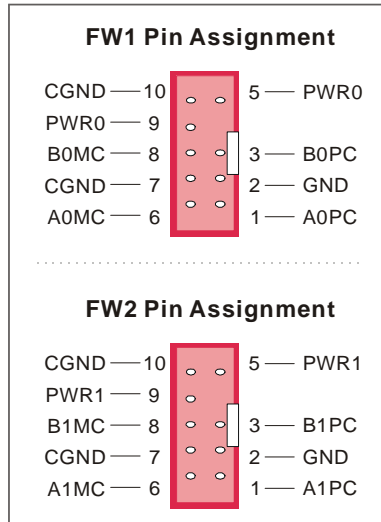 FW1 Pin Assignment
CGND 10 5 PWR0
PWR0 9
B0MC 8 3 B0PC
CGND 7 2 GND
A0MC 6 1 A0PC
FW2 Pin Assignment
CGND 10 5 PWR1
PWR1 9
B1MC 8 3 B1PC
CGND 7 2 GND
A1MC 6 1 A1PC